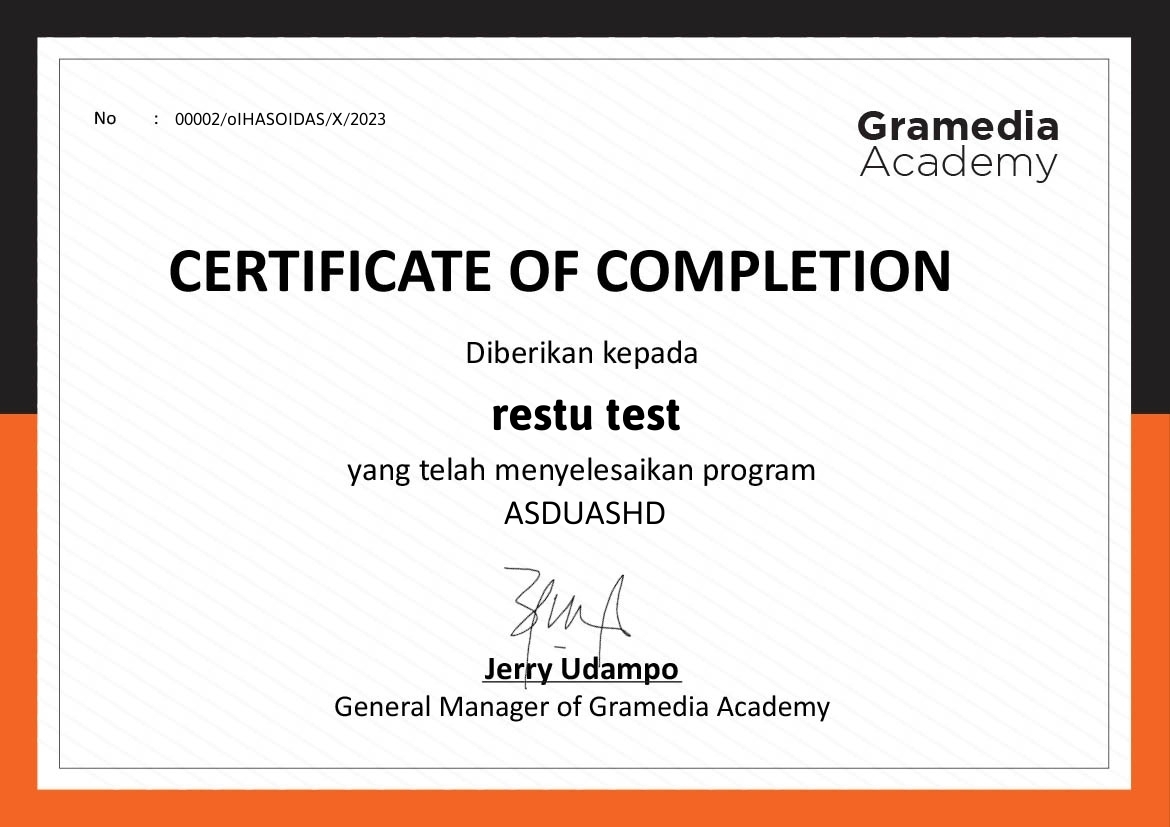 No : 00002/oIHASOIDAS/X/2023
Gramedia
Academy
CERTIFICATE OF COMPLETION
Diberikan kepada
restu test
yang telah menyelesaikan program
ASDUASHD
Jerry Udampo
General Manager of Gramedia Academy